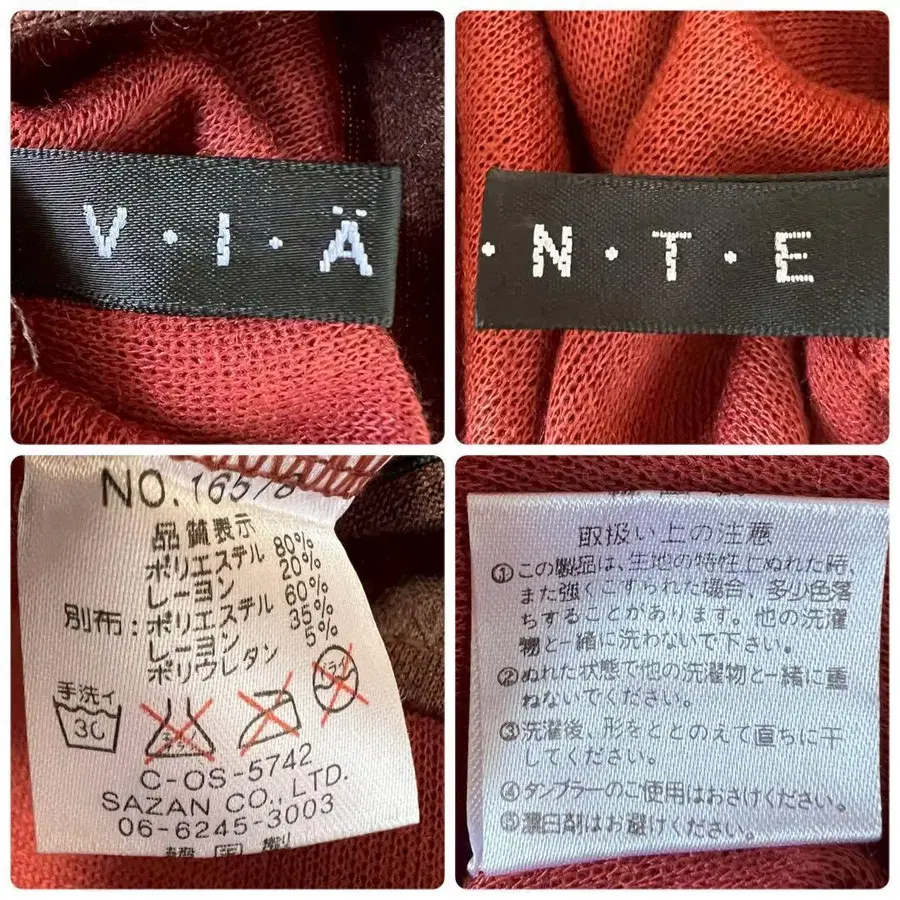 V・I・Ä
・N・T・E
NO. 16578
品質表示
ポリエステル 80%
レーヨン 20%
別布：ポリエステル 60%
レーヨン 35%
ポリウレタン 5%
手洗イ
30
エンソサラシ
ドライ
C-OS-5742
SAZAN CO., LTD.
06-6245-3003
取扱い上の注意
①この製品は、生地の特性上ぬれた時、
また強くこすられた場合、多少色落
ちすることがあります。他の洗濯
物と一緒に洗わないで下さい。
②ぬれた状態で他の洗濯物と一緒に重
ねないでください。
③洗濯後、形をととのえて直ちに干
してください。
④タンブラーのご使用はおさけください。
⑤漂白剤はお避けください。